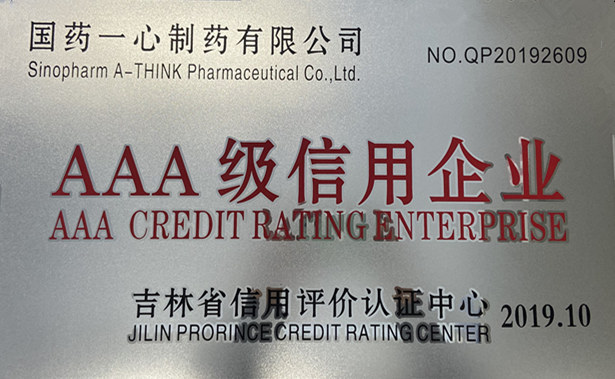 国药一心制药有限公司
Sinopharm A-THINK Pharmaceutical Co.,Ltd.
NO.QP20192609
AAA级信用企业
AAA CREDIT RATING ENTERPRISE
吉林省信用评价认证中心
JILIN PRORINCE CREDIT RATING CENTER
2019.10